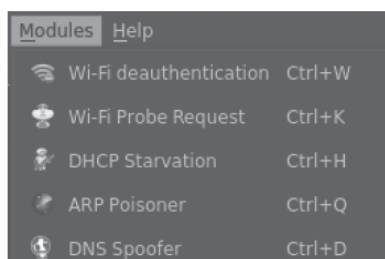 Modules Help
Wi-Fi deauthentication Ctrl+W
Wi-Fi Probe Request Ctrl+K
DHCP Starvation Ctrl+H
ARP Poisoner Ctrl+Q
DNS Spoofer Ctrl+D